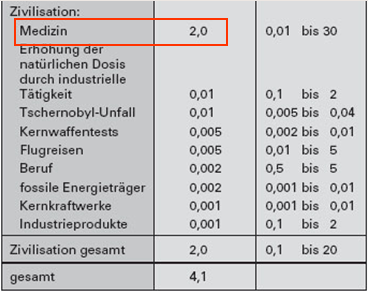 Zivilisation:
Medizin 2,0 0,01 bis 30
Erhöhung der
natürlichen Dosis
durch industrielle
Tätigkeit 0,01 0,1 bis 2
Tschernobyl-Unfall 0,01 0,005 bis 0,04
Kernwaffentests 0,005 0,002 bis 0,01
Flugreisen 0,005 0,01 bis 5
Beruf 0,002 0,5 bis 5
fossile Energieträger 0,002 0,001 bis 0,01
Kernkraftwerke 0,001 0,001 bis 0,01
Industrieprodukte 0,001 0,1 bis 2
Zivilisation gesamt 2,0 0,1 bis 20
gesamt 4,1